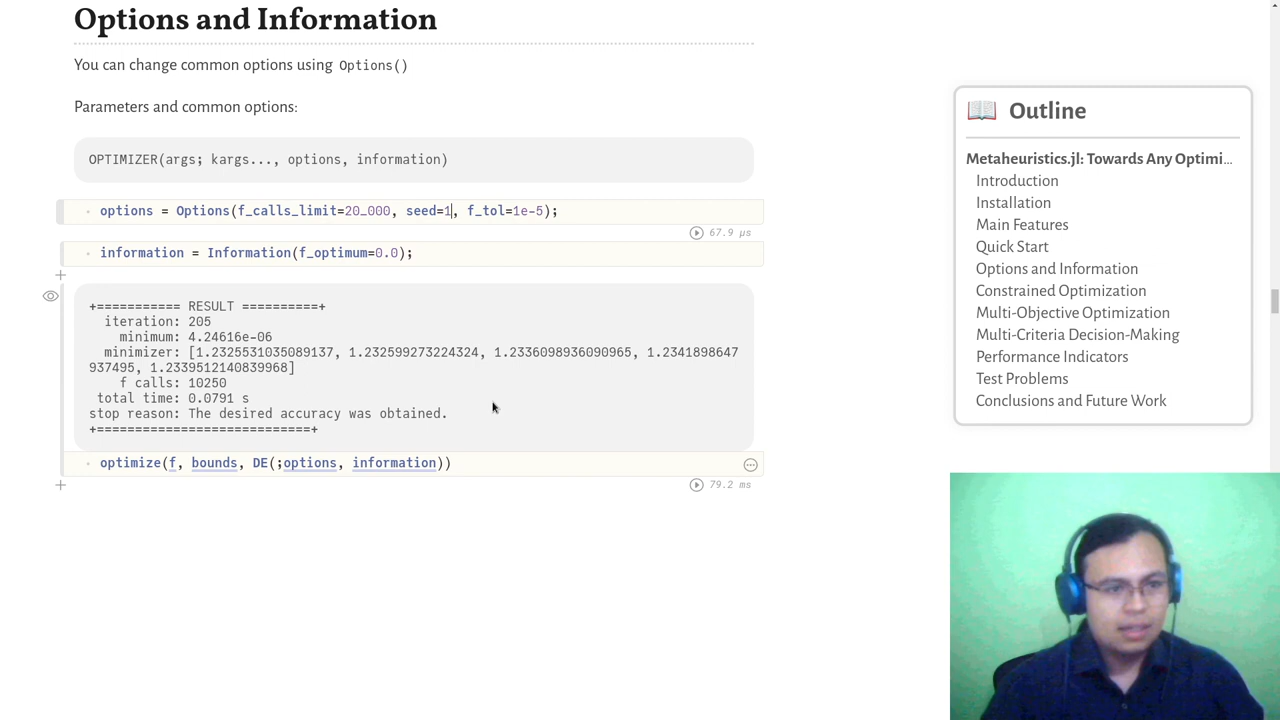 Options and Information
You can change common options using Options()
Parameters and common options:
OPTIMIZER(args; kargs..., options, information)
options = Options(f_calls_limit=20_000, seed=1, f_tol=1e-5);
67.9 μs
information = Information(f_optimum=0.0);
+=========== RESULT ==========+
iteration: 205
minimum: 4.24616e-06
minimizer: [1.2325531035089137, 1.232599273224324, 1.2336098936090965, 1.2341898647
937495, 1.2339512140839968]
f calls: 10250
total time: 0.0791 s
stop reason: The desired accuracy was obtained.
+============================+
optimize(f, bounds, DE(;options, information))
79.2 ms
📖 Outline
Metaheuristics.jl: Towards Any Optimi…
Introduction
Installation
Main Features
Quick Start
Options and Information
Constrained Optimization
Multi-Objective Optimization
Multi-Criteria Decision-Making
Performance Indicators
Test Problems
Conclusions and Future Work